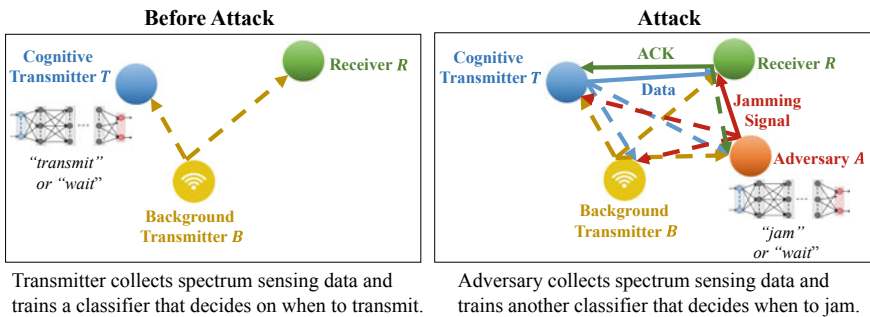 Before Attack
Cognitive
Transmitter T
Receiver R
“transmit”
or “wait”
Background
Transmitter B
Transmitter collects spectrum sensing data and
trains a classifier that decides on when to transmit.
Attack
Cognitive
Transmitter T
ACK
Data
Receiver R
Jamming
Signal
Adversary A
Background
Transmitter B
“jam”
or “wait”
Adversary collects spectrum sensing data and
trains another classifier that decides when to jam.